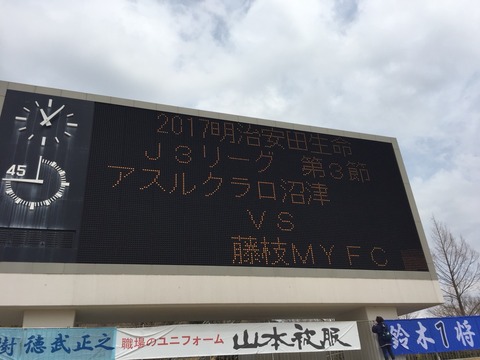 2017明治安田生命
J3リーグ 第3節
アスルクラロ沼津
VS
藤枝MYFC
45
樹 徳武正之
職場のユニフォーム 山本被服
鈴木1将